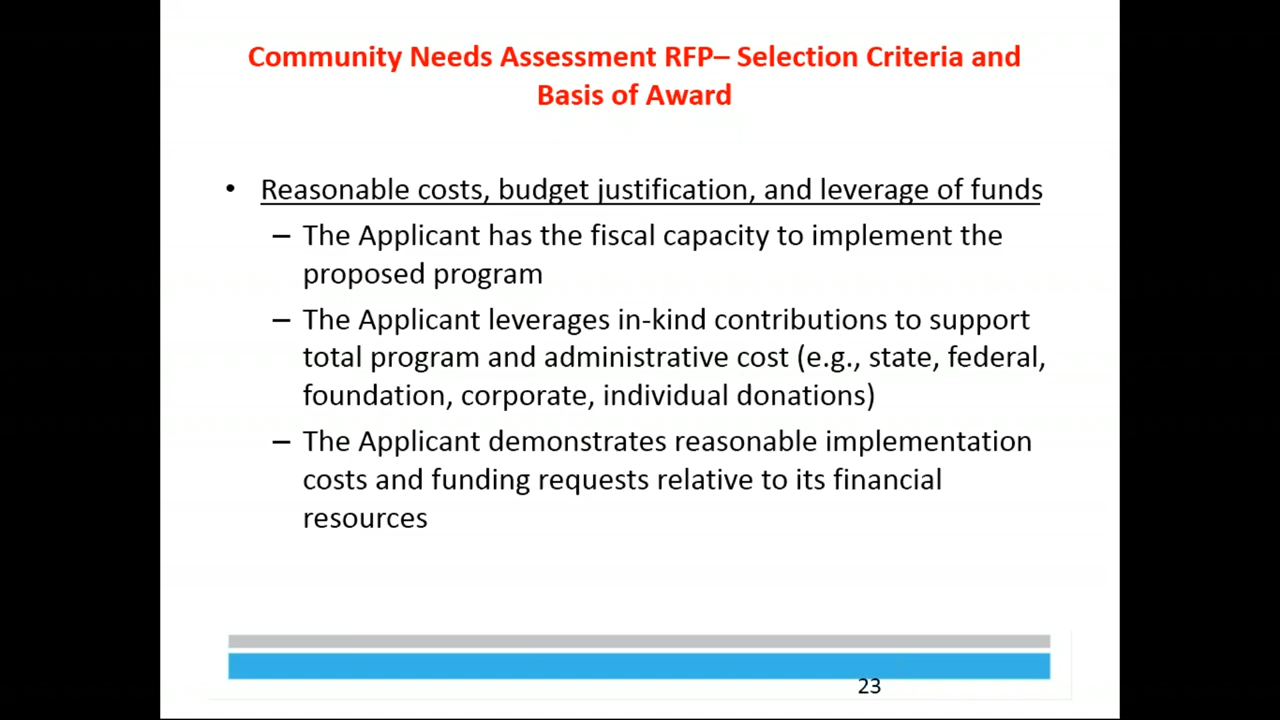 Community Needs Assessment RFP– Selection Criteria and
Basis of Award
• Reasonable costs, budget justification, and leverage of funds
– The Applicant has the fiscal capacity to implement the
proposed program
– The Applicant leverages in-kind contributions to support
total program and administrative cost (e.g., state, federal,
foundation, corporate, individual donations)
– The Applicant demonstrates reasonable implementation
costs and funding requests relative to its financial
resources
23